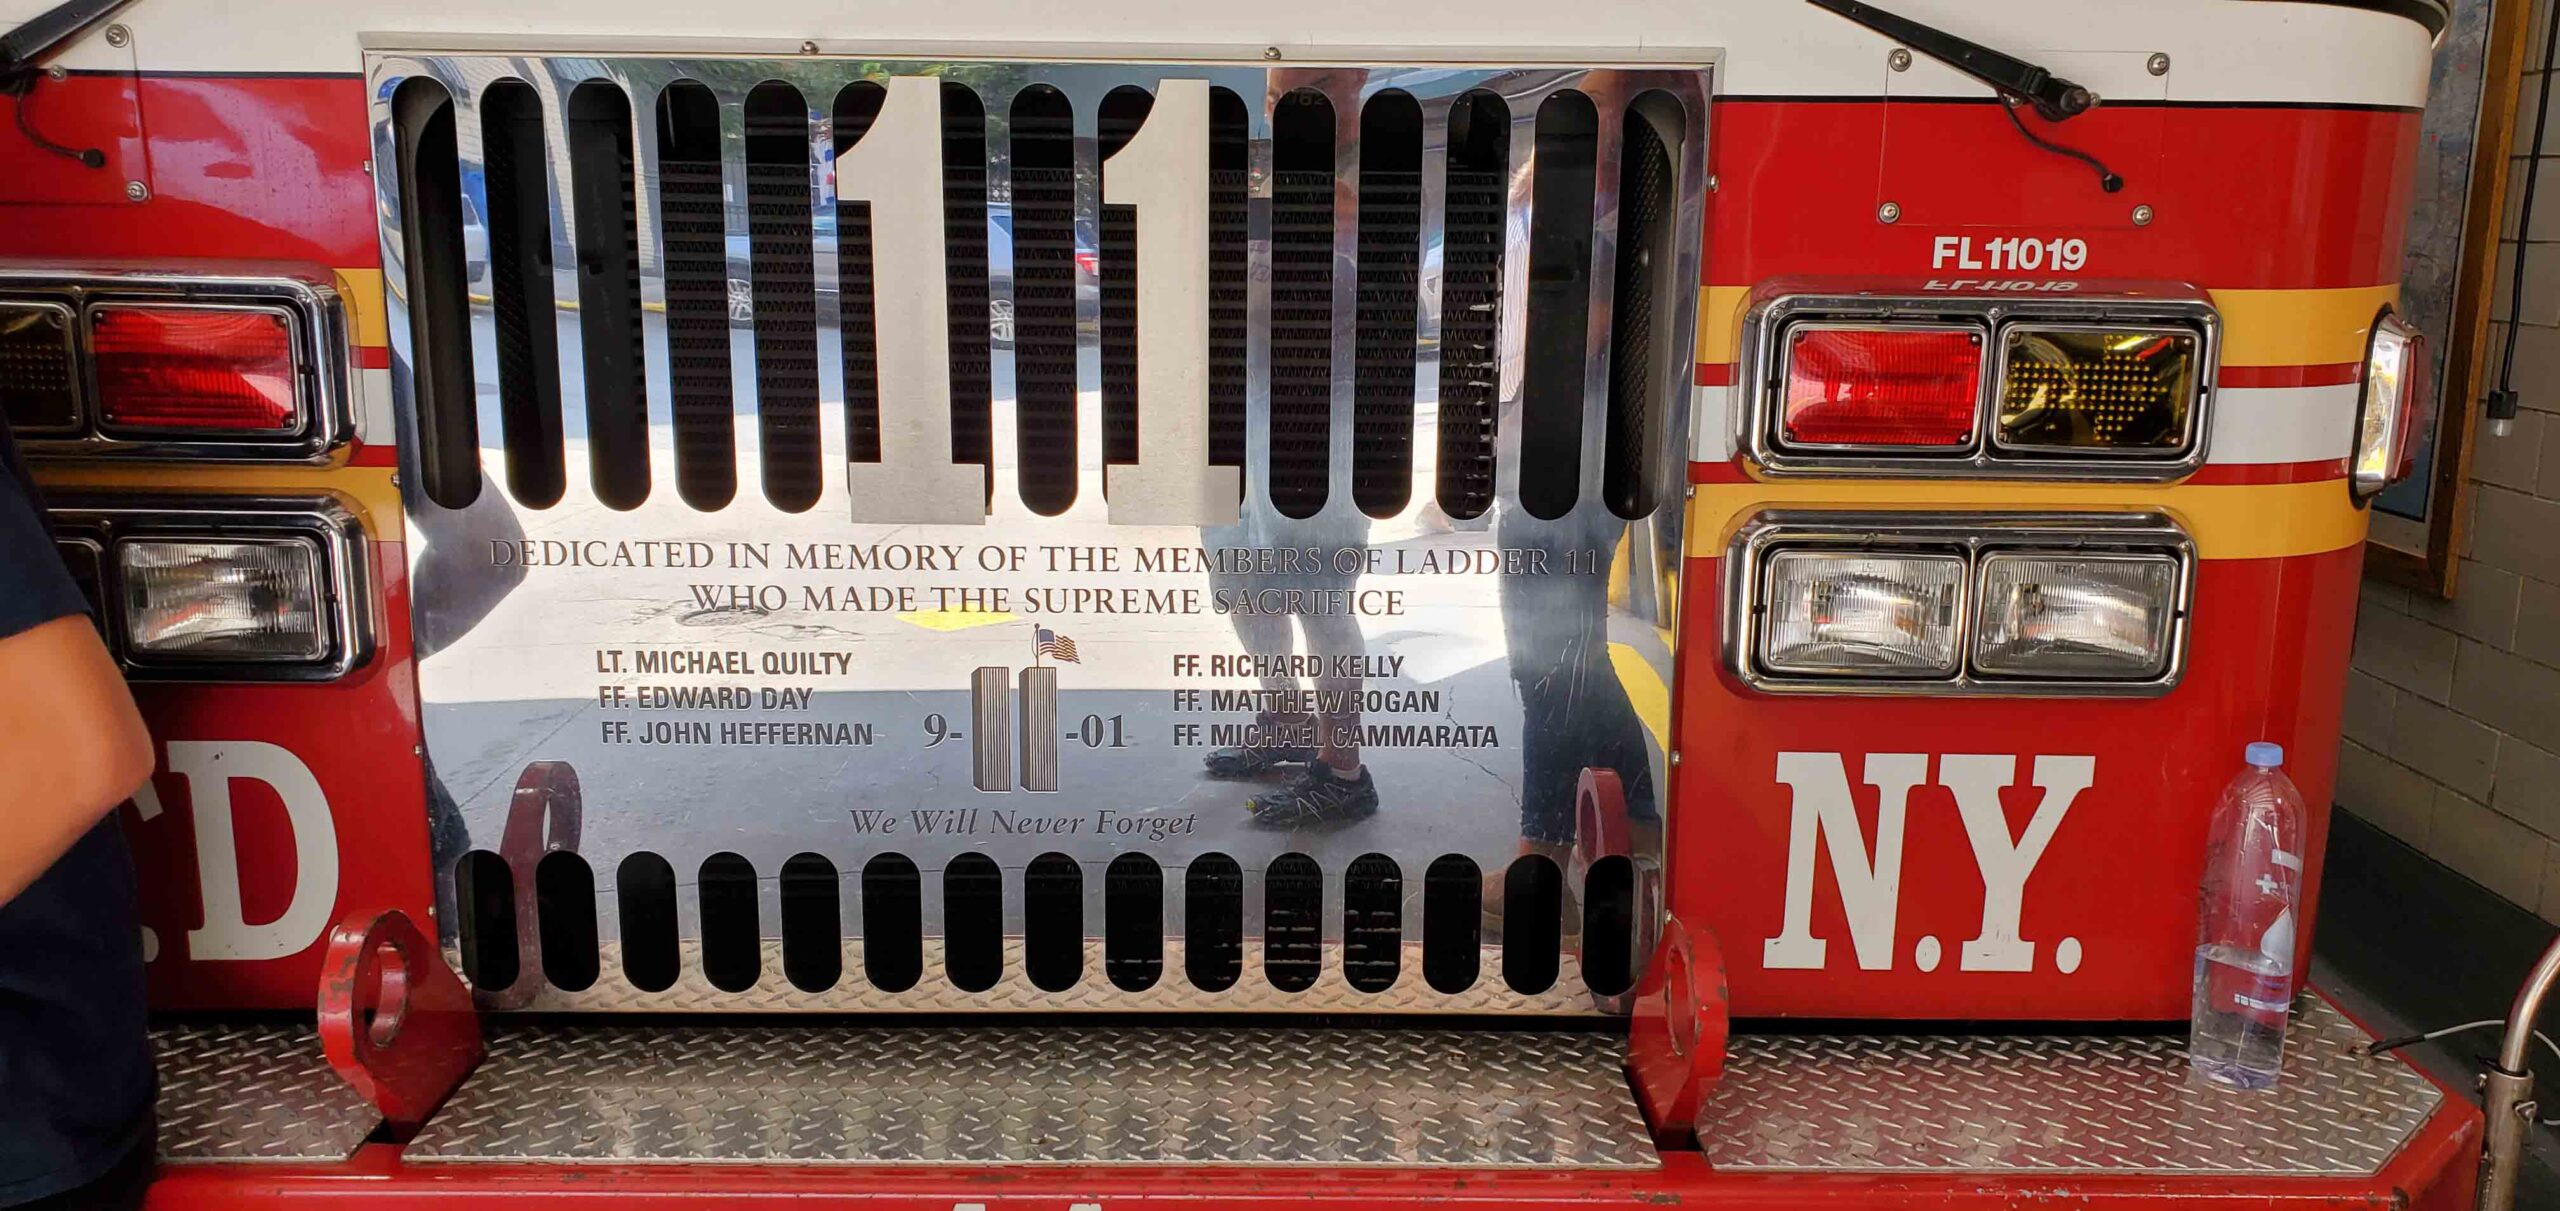 11
FL11019
DEDICATED IN MEMORY OF THE MEMBERS OF LADDER 11
WHO MADE THE SUPREME SACRIFICE
LT. MICHAEL QUILTY
FF. EDWARD DAY
FF. JOHN HEFFERNAN
9-11-01
FF. RICHARD KELLY
FF. MATTHEW ROGAN
FF. MICHAEL CAMMARATA
We Will Never Forget
.D.
N.Y.